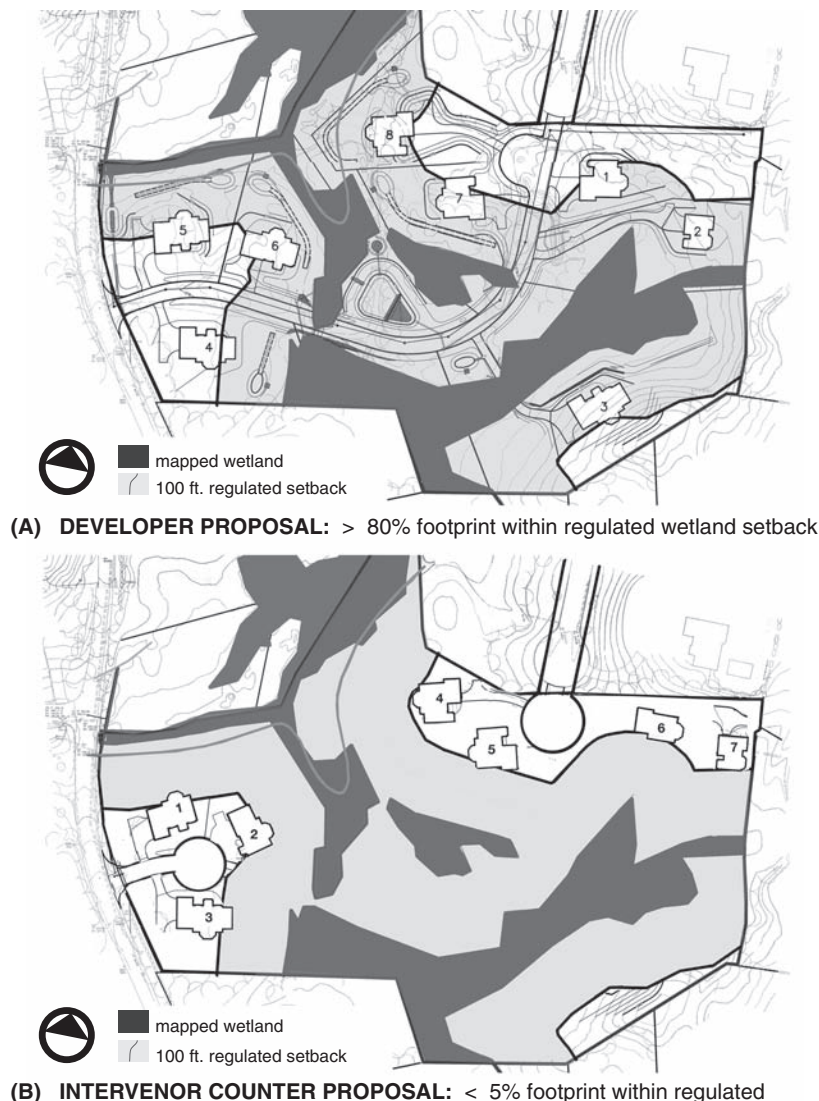 8
1
7
2
5
6
4
3
mapped wetland
100 ft. regulated setback
(A) DEVELOPER PROPOSAL: > 80% footprint within regulated wetland setback
4
6
5
7
1
2
3
mapped wetland
100 ft. regulated setback
(B) INTERVENOR COUNTER PROPOSAL: < 5% footprint within regulated